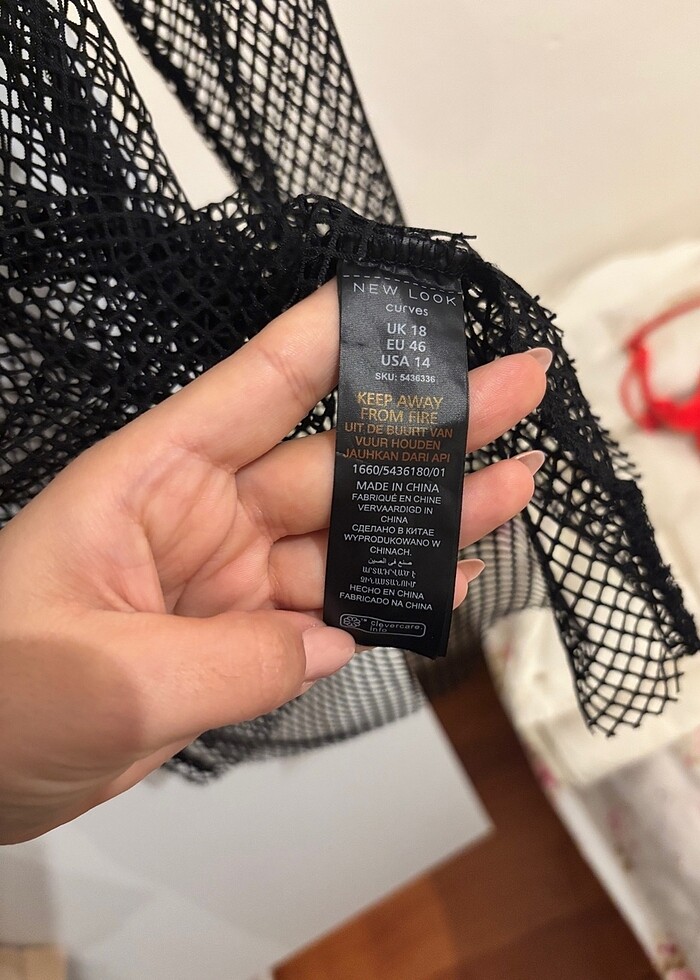 NEW LOOK
curves
UK 18
EU 46
USA 14
SKU: 5436336
KEEP AWAY
FROM FIRE
UIT DE BUURT VAN
VUUR HOUDEN
JAUHKAN DARI API
1660/5436180/01
MADE IN CHINA
FABRIQUÉ EN CHINE
VERVAARDIGD IN
CHINA
СДЕЛАНО В КИТАЕ
WYPRODUKOWANO W
CHINACH.
صنع في الصين
ԱՐՏԱԴՐՎԱԾ Է
ՉԻՆԱՍՏԱՆՈՒՄ
HECHO EN CHINA
FABRICADO NA CHINA
clevercare.
info